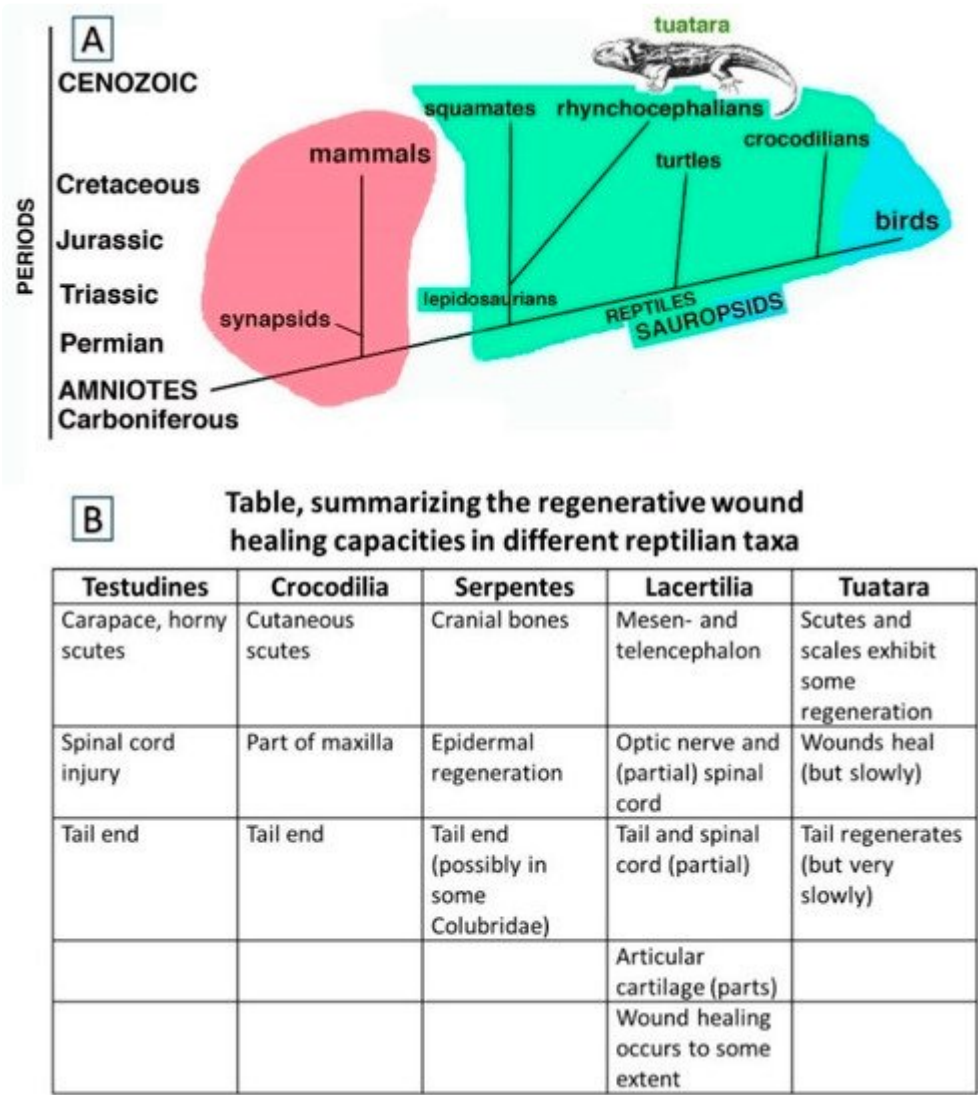 A
tuatara
CENOZOIC
squamates
rhynchocephalians
mammals
turtles
crocodilians
Cretaceous
birds
Jurassic
PERIODS
Triassic
lepidosaurians
REPTILES
synapsids
SAUROPSIDS
Permian
AMNIOTES
Carboniferous
B
Table, summarizing the regenerative wound
healing capacities in different reptilian taxa
Testudines
Crocodilia
Serpentes
Lacertilia
Tuatara
Carapace, horny
scutes
Cutaneous
scutes
Cranial bones
Mesen- and
telencephalon
Scutes and
scales exhibit
some
regeneration
Spinal cord
injury
Part of maxilla
Epidermal
regeneration
Optic nerve and
(partial) spinal
cord
Wounds heal
(but slowly)
Tail end
Tail end
Tail end
(possibly in
some
Colubridae)
Tail and spinal
cord (partial)
Tail regenerates
(but very
slowly)
Articular
cartilage (parts)
Wound healing
occurs to some
extent